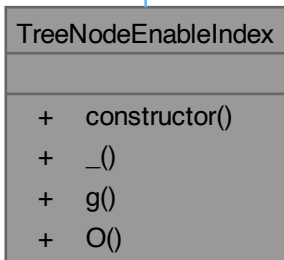 TreeNodeEnableIndex
+ constructor()
+ _()
+ g()
+ O()